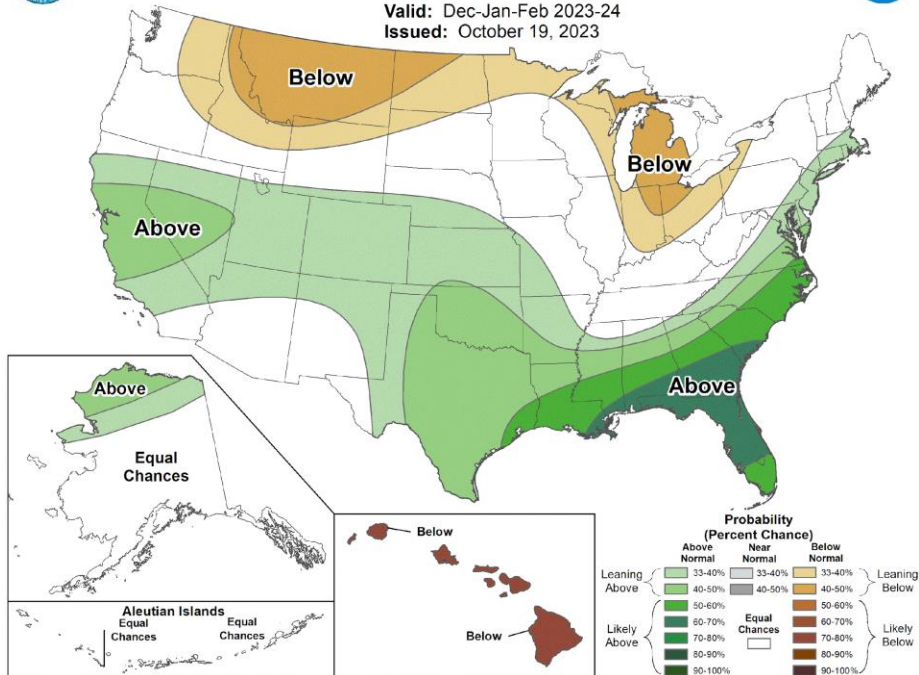 Valid: Dec-Jan-Feb 2023-24
Issued: October 19, 2023
Below
Below
Above
Above
Above
Equal
Chances
Below
Below
Aleutian Islands
Equal
Chances
Equal
Chances
Probability
(Percent Chance)
Above
Normal
Near
Normal
Below
Normal
Leaning
Above
33-40%
33-40%
33-40%
Leaning
Below
40-50%
40-50%
40-50%
Likely
Above
50-60%
60-70%
70-80%
80-90%
90-100%
Equal
Chances
50-60%
60-70%
70-80%
80-90%
90-100%
Likely
Below